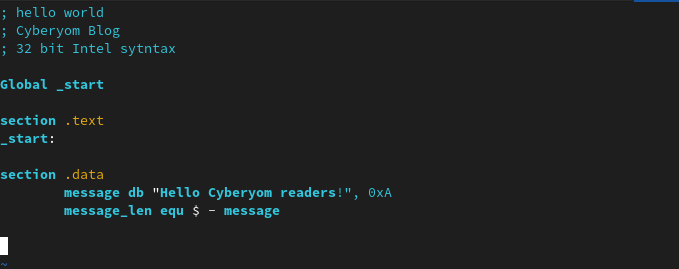 ; hello world
; Cyberyom Blog
; 32 bit Intel sytntax
Global _start
section .text
_start:
section .data
message db "Hello Cyberyom readers!", 0xA
message_len equ $ - message
~